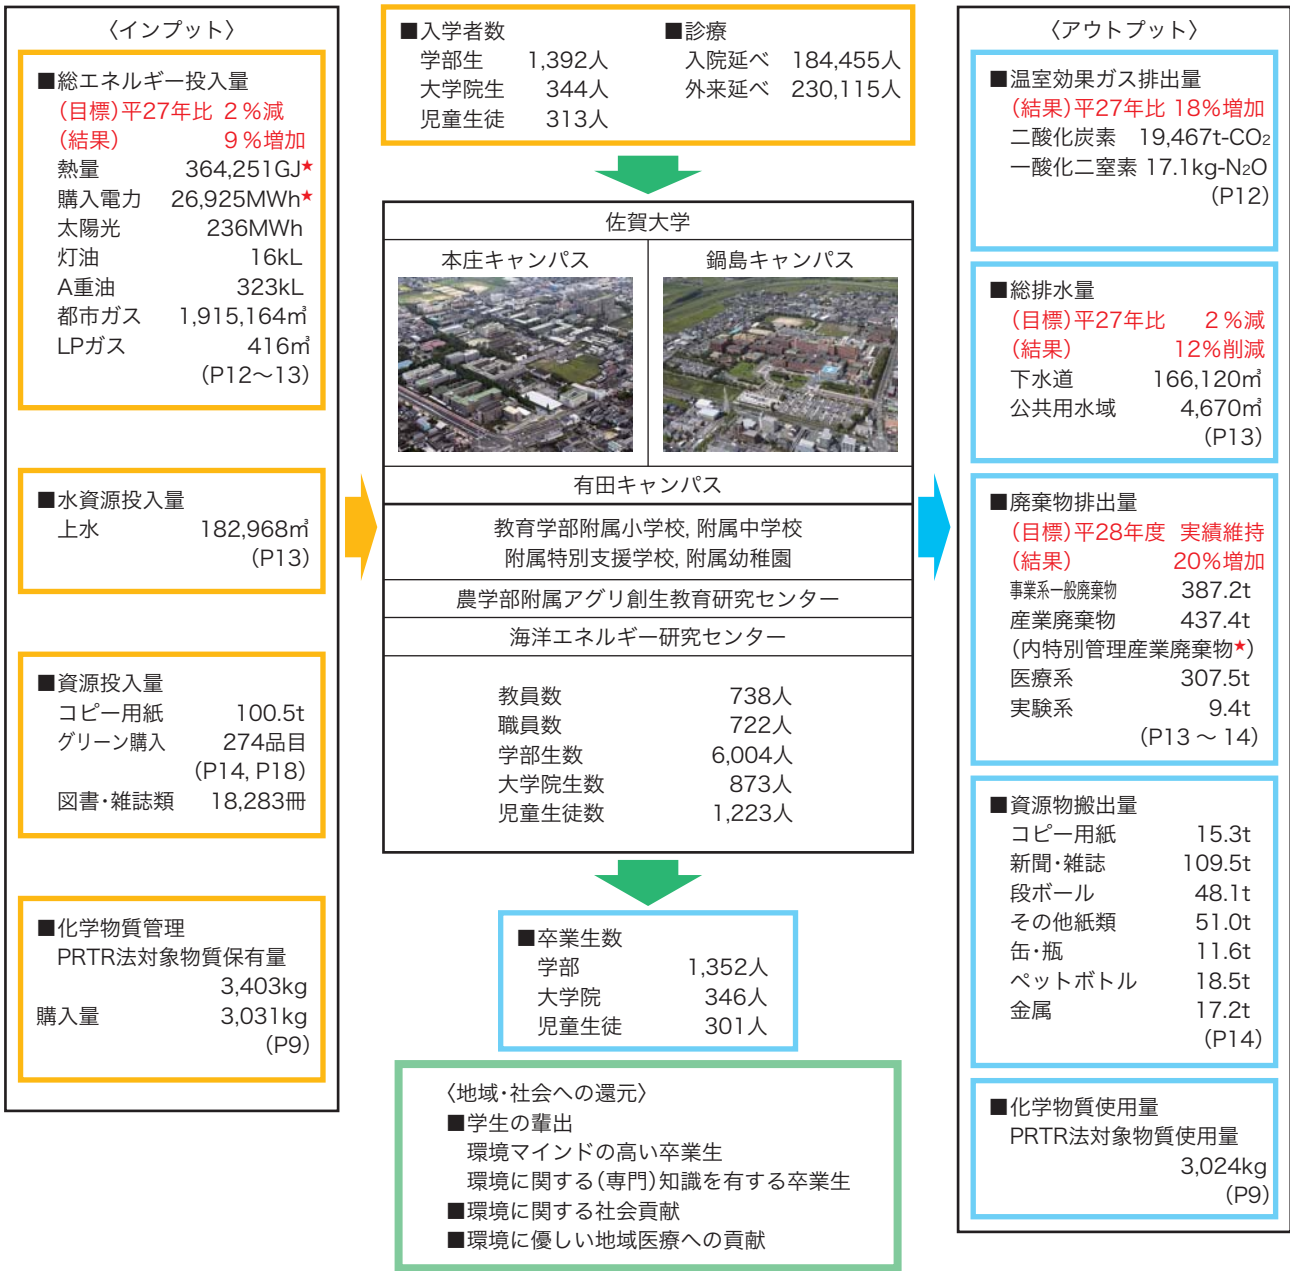 〈インプット〉
■総エネルギー投入量
(目標)平27年比 2%減
(結果) 9%増加
熱量 364,251GJ★
購入電力 26,925MWh★
太陽光 236MWh
灯油 16kL
A重油 323kL
都市ガス 1,915,164㎥
LPガス 416㎥
(P12～13)
■水資源投入量
上水 182,968㎥
(P13)
■資源投入量
コピー用紙 100.5t
グリーン購入 274品目
(P14, P18)
図書・雑誌類 18,283冊
■化学物質管理
PRTR法対象物質保有量
3,403kg
購入量 3,031kg
(P9)
■入学者数
学部生 1,392人
大学院生 344人
児童生徒 313人
■診療
入院延べ 184,455人
外来延べ 230,115人
佐賀大学
本庄キャンパス
鍋島キャンパス
有田キャンパス
教育学部附属小学校, 附属中学校
附属特別支援学校, 附属幼稚園
農学部附属アグリ創生教育研究センター
海洋エネルギー研究センター
教員数 738人
職員数 722人
学部生数 6,004人
大学院生数 873人
児童生徒数 1,223人
■卒業生数
学部 1,352人
大学院 346人
児童生徒 301人
〈地域・社会への還元〉
■学生の輩出
環境マインドの高い卒業生
環境に関する(専門)知識を有する卒業生
■環境に関する社会貢献
■環境に優しい地域医療への貢献
〈アウトプット〉
■温室効果ガス排出量
(結果)平27年比 18%増加
二酸化炭素 19,467t-CO₂
一酸化二窒素 17.1kg-N₂O
(P12)
■総排水量
(目標)平27年比 2%減
(結果) 12%削減
下水道 166,120㎥
公共用水域 4,670㎥
(P13)
■廃棄物排出量
(目標)平28年度 実績維持
(結果) 20%増加
事業系一般廃棄物 387.2t
産業廃棄物 437.4t
(内特別管理産業廃棄物★)
医療系 307.5t
実験系 9.4t
(P13 ～ 14)
■資源物搬出量
コピー用紙 15.3t
新聞・雑誌 109.5t
段ボール 48.1t
その他紙類 51.0t
缶・瓶 11.6t
ペットボトル 18.5t
金属 17.2t
(P14)
■化学物質使用量
PRTR法対象物質使用量
3,024kg
(P9)